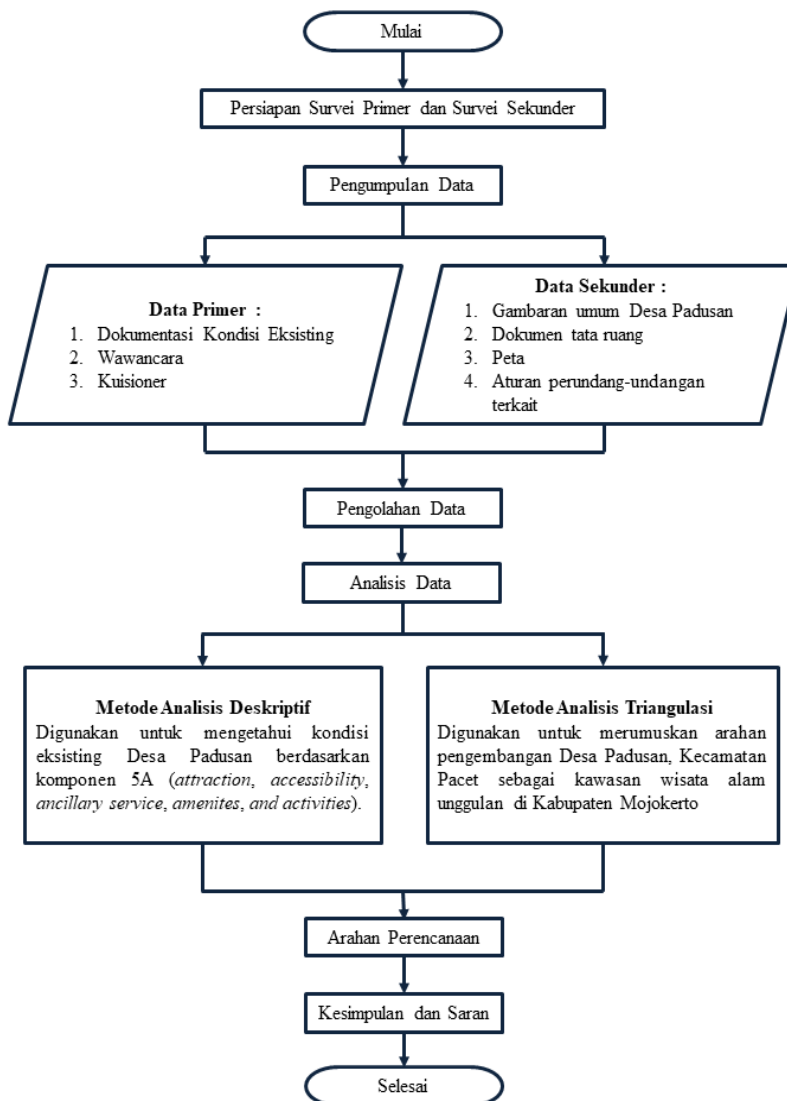 Mulai
Persiapan Survei Primer dan Survei Sekunder
Pengumpulan Data
Data Primer :
1. Dokumentasi Kondisi Eksisting
2. Wawancara
3. Kuisioner
Data Sekunder :
1. Gambaran umum Desa Padusan
2. Dokumen tata ruang
3. Peta
4. Aturan perundang-undangan
terkait
Pengolahan Data
Analisis Data
Metode Analisis Deskriptif
Digunakan untuk mengetahui kondisi
eksisting Desa Padusan berdasarkan
komponen 5A (attraction, accessibility,
ancillary service, amenites, and activities).
Metode Analisis Triangulasi
Digunakan untuk merumuskan arahan
pengembangan Desa Padusan, Kecamatan
Pacet sebagai kawasan wisata alam
unggulan di Kabupaten Mojokerto
Arahan Perencanaan
Kesimpulan dan Saran
Selesai